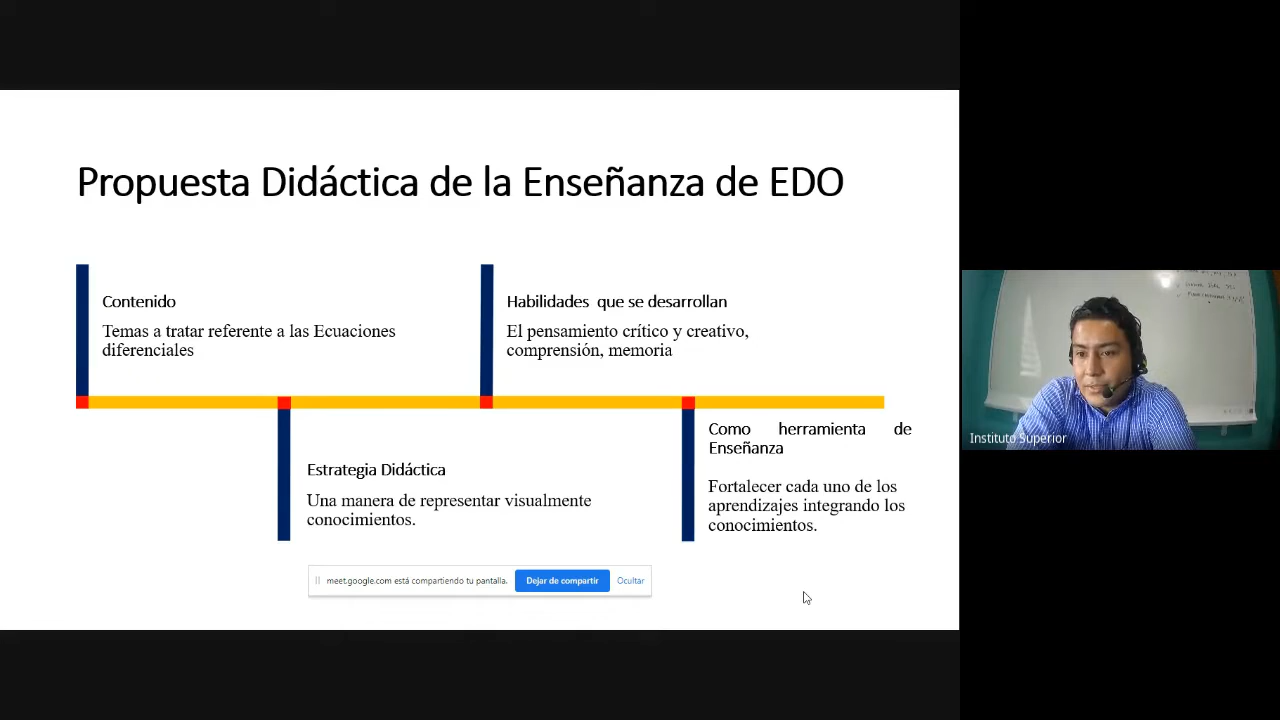 Propuesta Didáctica de la Enseñanza de EDO
Contenido
Temas a tratar referente a las Ecuaciones
diferenciales
Habilidades que se desarrollan
El pensamiento crítico y creativo,
comprensión, memoria
Estrategia Didáctica
Una manera de representar visualmente
conocimientos.
Como herramienta de
Enseñanza
Fortalecer cada uno de los
aprendizajes integrando los
conocimientos.
meet.google.com está compartiendo tu pantalla.
Dejar de compartir
Ocultar
Instituto Superior